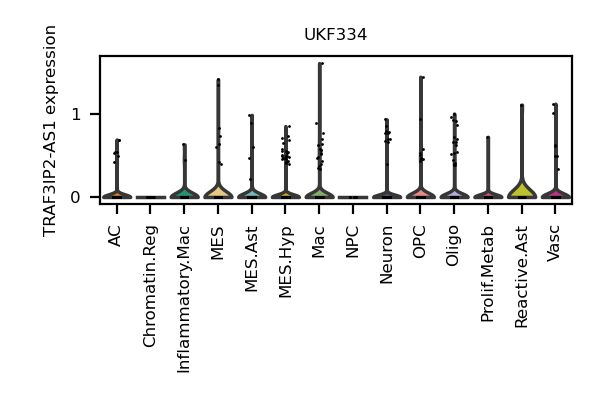 UKF334
TRAF3IP2-AS1 expression
1
0
AC
Chromatin.Reg
Inflammatory.Mac
MES
MES.Ast
MES.Hyp
Mac
NPC
Neuron
OPC
Oligo
Prolif.Metab
Reactive.Ast
Vasc